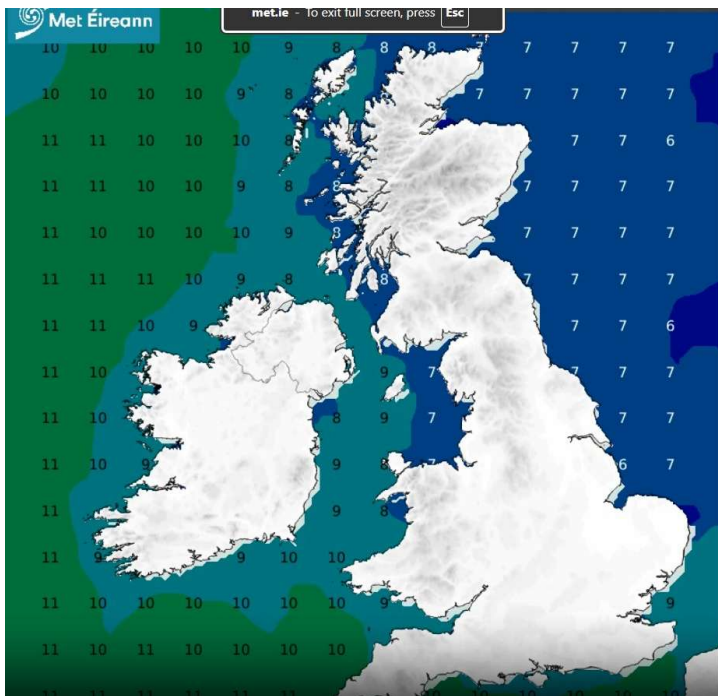 Met Éireann
met.ie - To exit full screen, press Esc
10 10 10 10 10 9 8 8 8 7 7 7 7 7
10 10 10 10 9 8 7 7 7 7 7
11 11 10 10 10 8 7 7 6
11 11 10 10 9 8 8 7 7 7 7
11 10 10 10 10 9 8 7 7 7 7
11 11 11 10 9 8 8 7 7 7 7
11 11 10 9 7 7 6
11 10 9 7 7 7 7
11 10 8 9 7 7 7
11 10 9 9 8 7 6 7
11 9 8
11 9 9 10 10
11 10 10 10 10 10 10 9 9
11 10 11 10 10 10 10